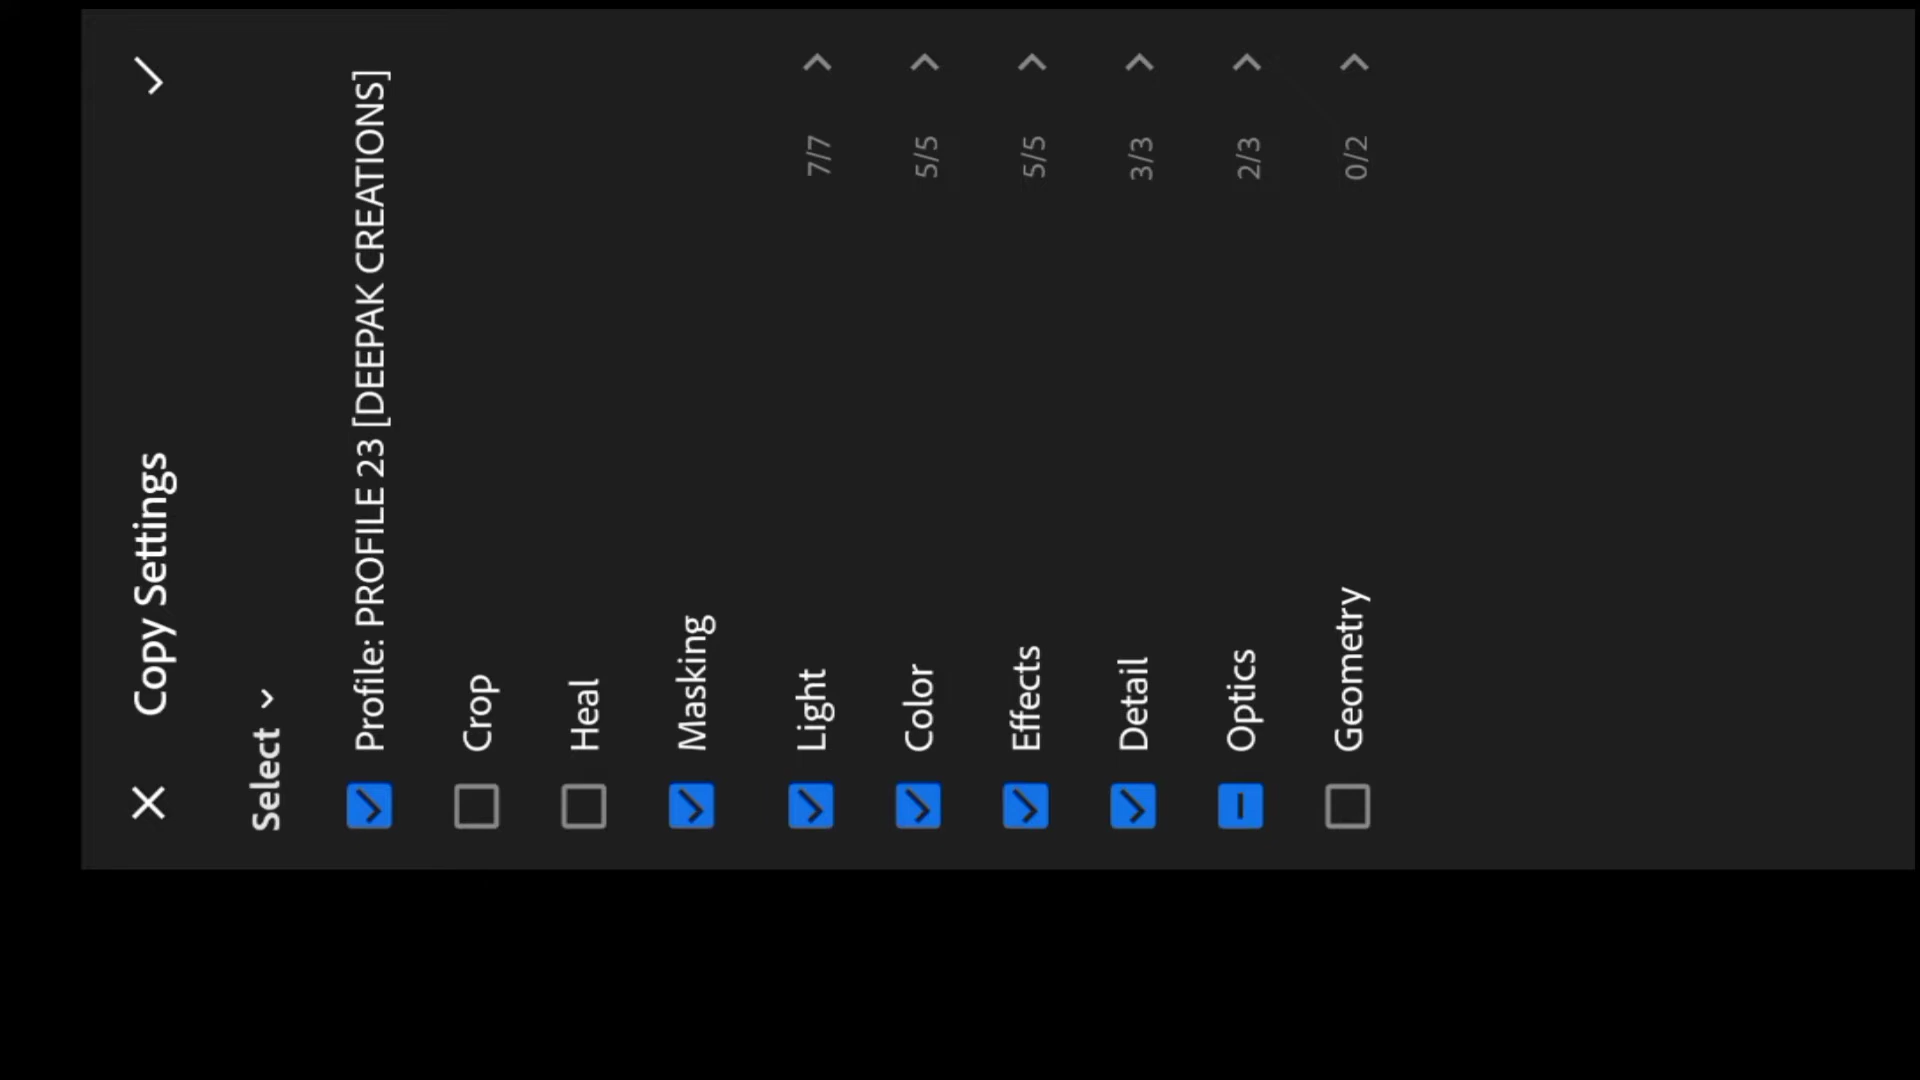 Copy Settings
Select
Profile: PROFILE 23 [DEEPAK CREATIONS]
Crop
Heal
Masking
Light 7/7
Color 5/5
Effects 5/5
Detail 3/3
Optics 2/3
Geometry 0/2